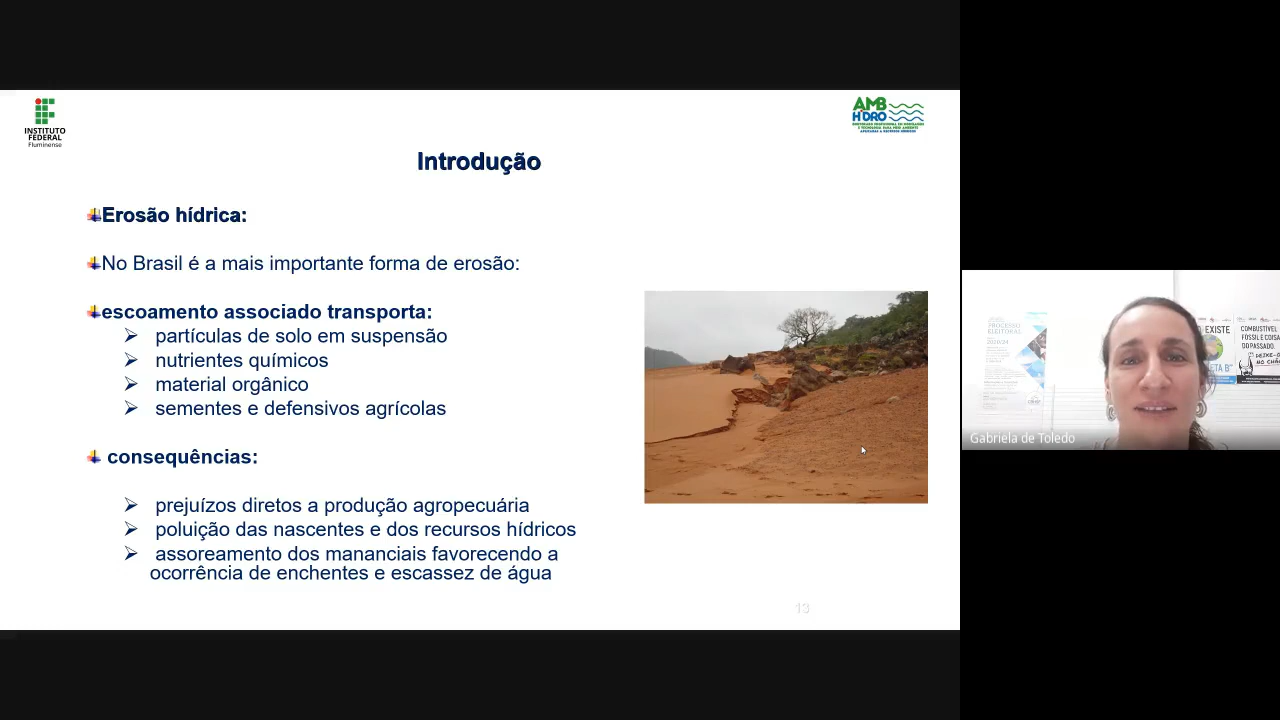 INSTITUTO
FEDERAL
Fluminense
AMB
HIDRO
Introdução
Erosão hídrica:
No Brasil é a mais importante forma de erosão:
escoamento associado transporta:
partículas de solo em suspensão
nutrientes químicos
material orgânico
sementes e defensivos agrícolas
consequências:
prejuízos diretos a produção agropecuária
poluição das nascentes e dos recursos hídricos
assoreamento dos mananciais favorecendo a
ocorrência de enchentes e escassez de água
13
PROCESSO
ELEITORAL
EXISTE
COMBUSTÍVEL
FÓSSIL É COISA
DO PASSADO.
Gabriela de Toledo